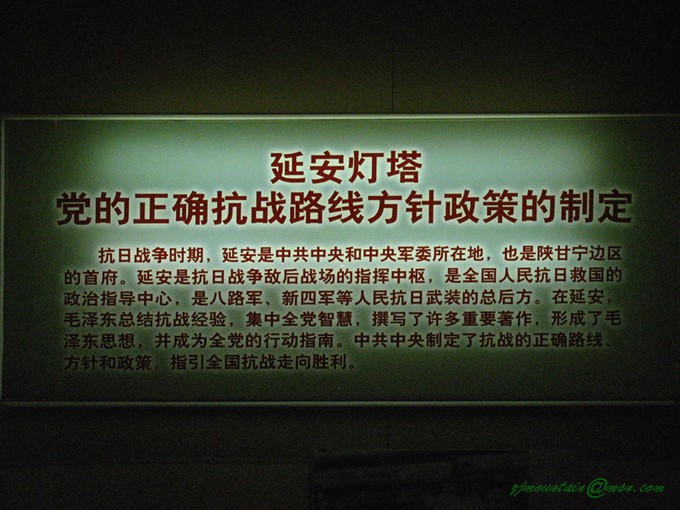 延安灯塔
党的正确抗战路线方针政策的制定
抗日战争时期，延安是中共中央和中央军委所在地，也是陕甘宁边区
的首府。延安是抗日战争敌后战场的指挥中枢，是全国人民抗日救国的
政治指导中心，是八路军、新四军等人民抗日武装的总后方。在延安，
毛泽东总结抗战经验，集中全党智慧，撰写了许多重要著作，形成了毛
泽东思想，并成为全党的行动指南。中共中央制定了抗战的正确路线、
方针和政策，指引全国抗战走向胜利。
yjmountain@msn.com